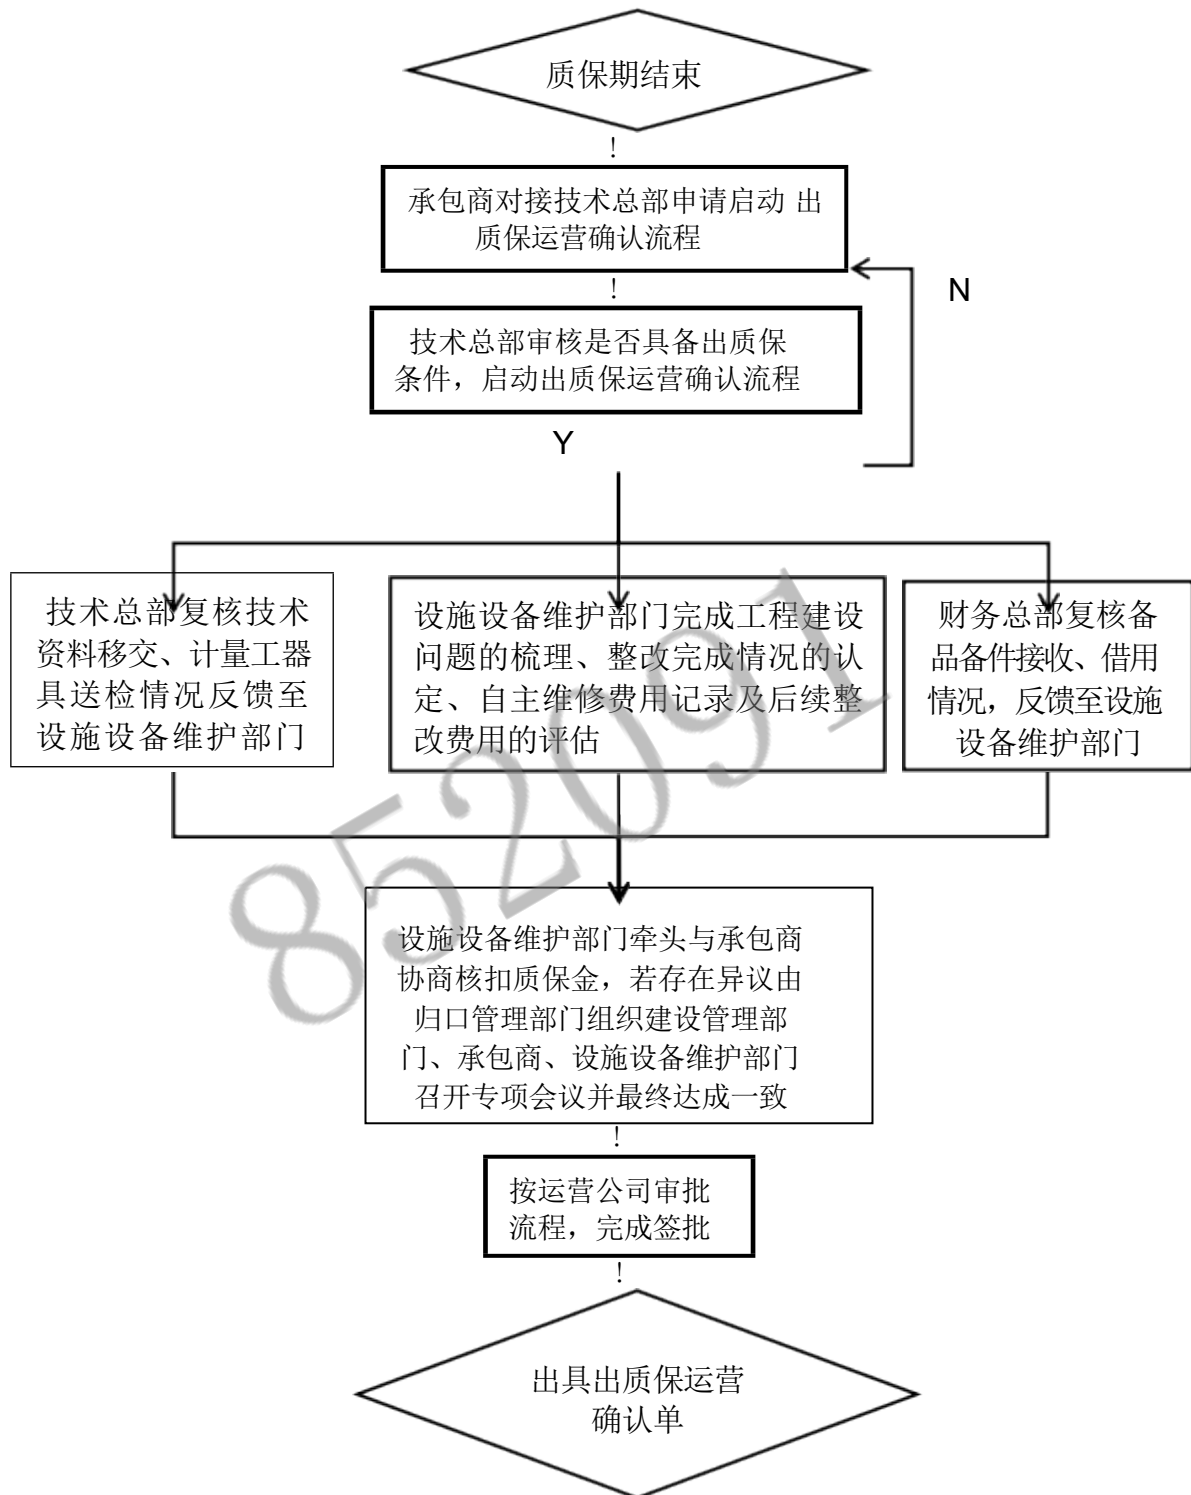 质保期结束
!
承包商对接技术总部申请启动 出
质保运营确认流程
!
N
技术总部审核是否具备出质保
条件，启动出质保运营确认流程
Y
技术总部复核技术
资料移交、计量工器
具送检情况反馈至
设施设备维护部门
设施设备维护部门完成工程建设
问题的梳理、整改完成情况的认
定、自主维修费用记录及后续整
改费用的评估
财务总部复核备
品备件接收、借用
情况，反馈至设施
设备维护部门
852091
设施设备维护部门牵头与承包商
协商核扣质保金，若存在异议由
归口管理部门组织建设管理部
门、承包商、设施设备维护部门
召开专项会议并最终达成一致
!
按运营公司审批
流程，完成签批
!
出具出质保运营
确认单